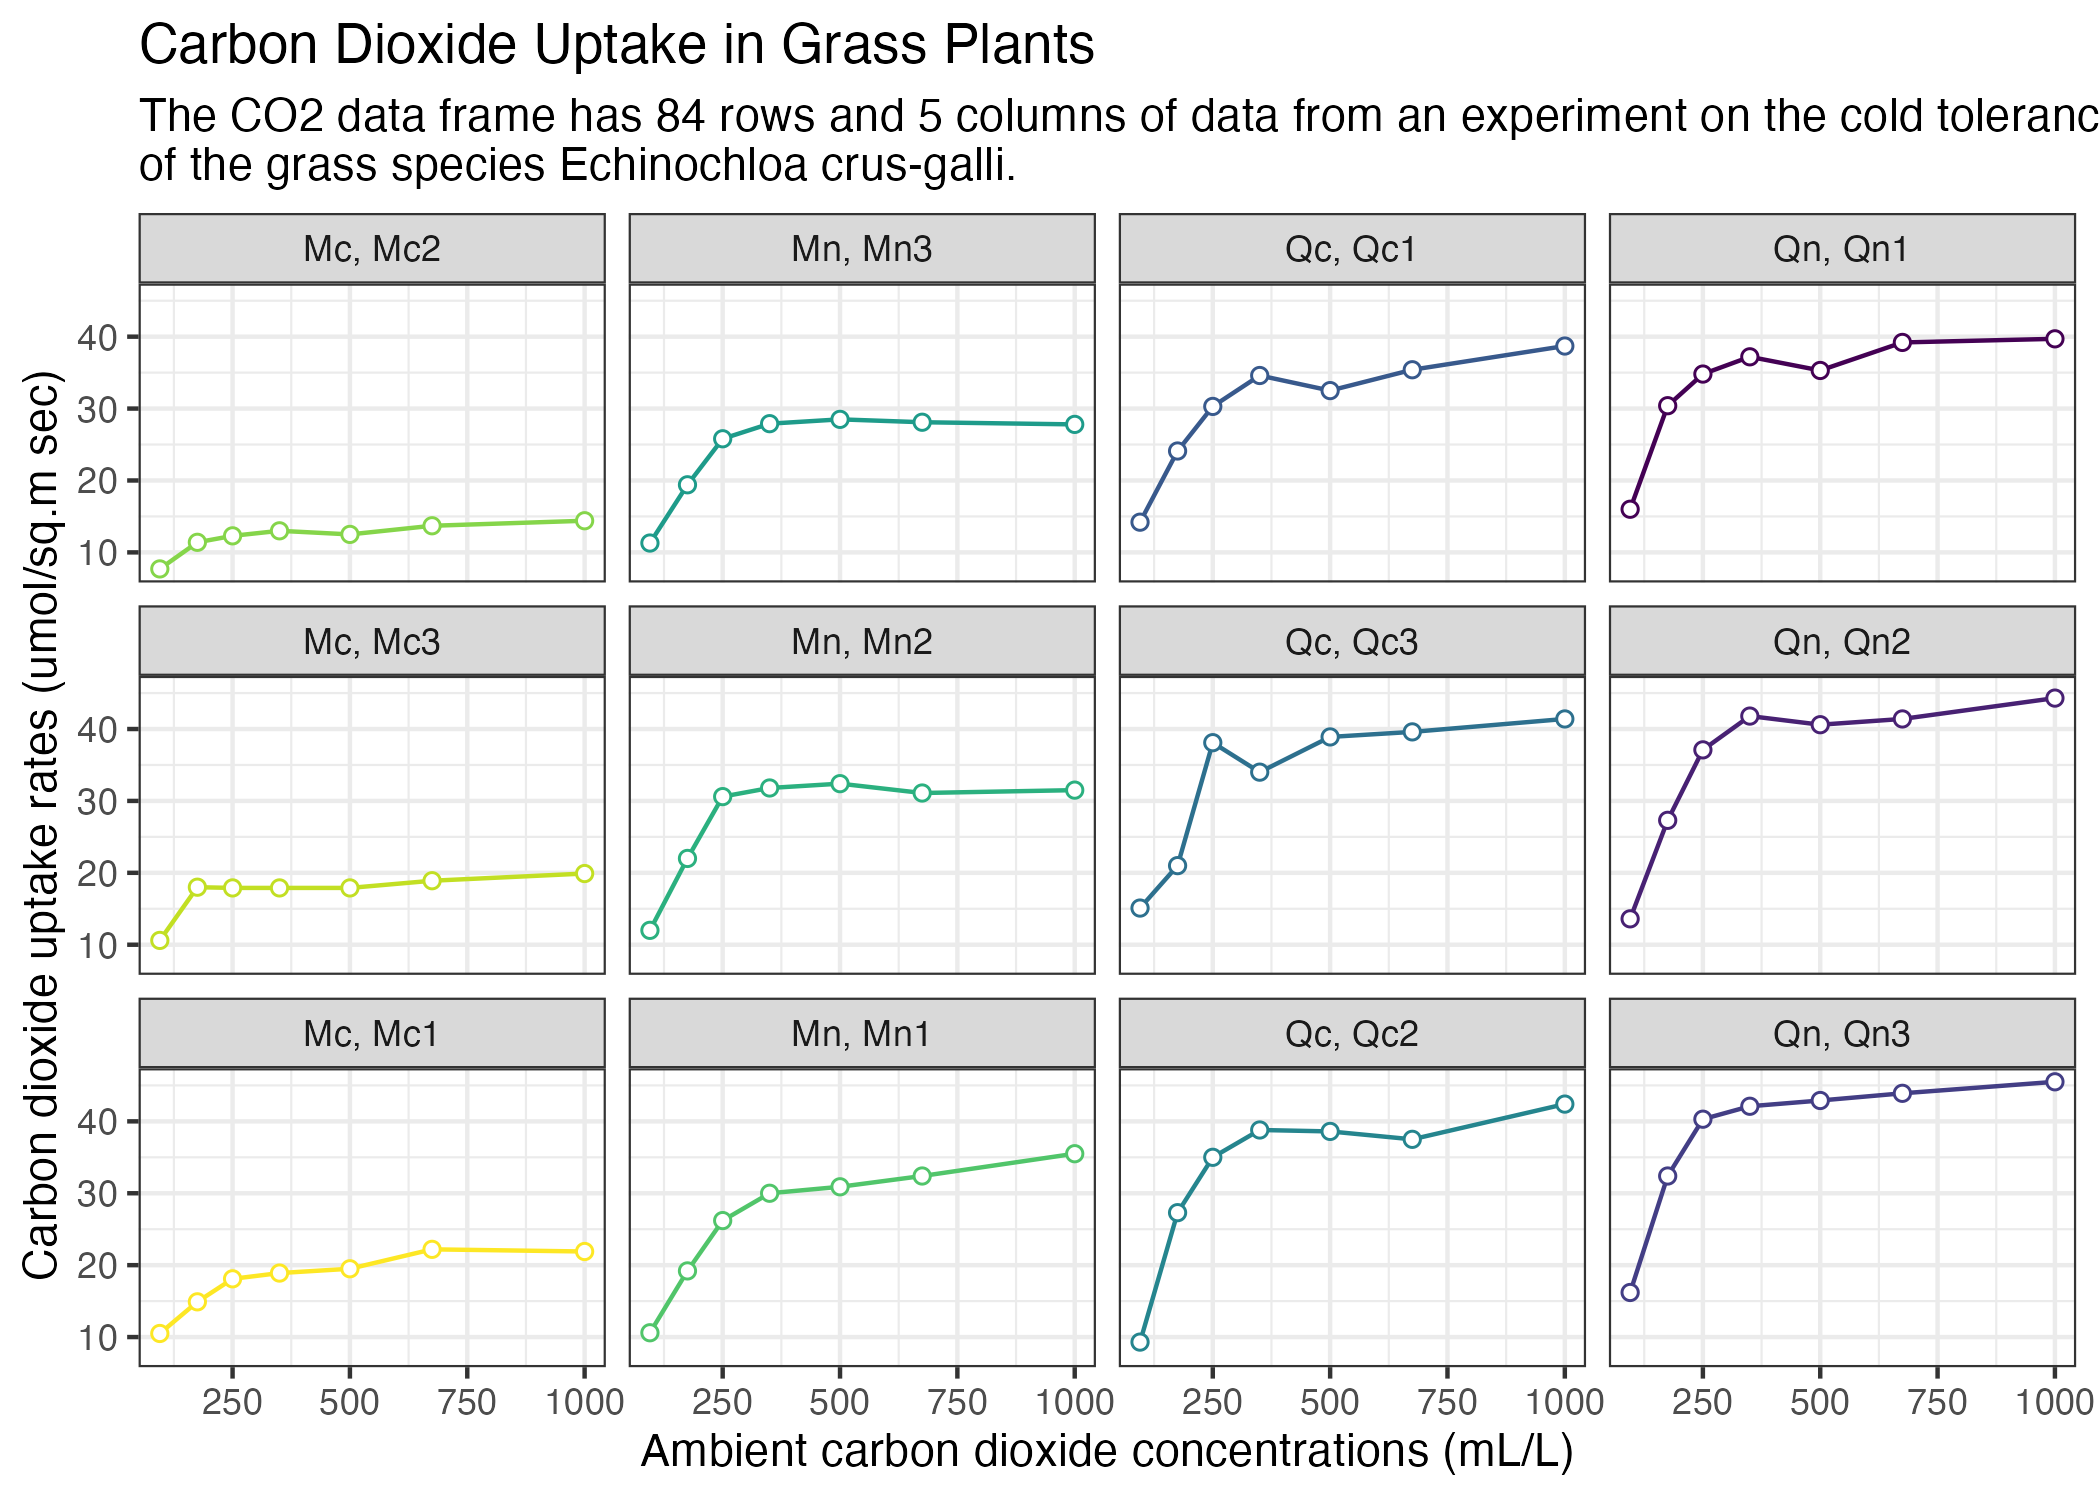 Carbon Dioxide Uptake in Grass Plants
The CO2 data frame has 84 rows and 5 columns of data from an experiment on the cold toleranc
of the grass species Echinochloa crus-galli.
Mc, Mc2 Mn, Mn3 Qc, Qc1 Qn, Qn1
40
30
20
10
Mc, Mc3 Mn, Mn2 Qc, Qc3 Qn, Qn2
40
30
20
10
Mc, Mc1 Mn, Mn1 Qc, Qc2 Qn, Qn3
40
30
20
10
250 500 750 1000 250 500 750 1000 250 500 750 1000 250 500 750 1000
Ambient carbon dioxide concentrations (mL/L)
Carbon dioxide uptake rates (umol/sq.m sec)